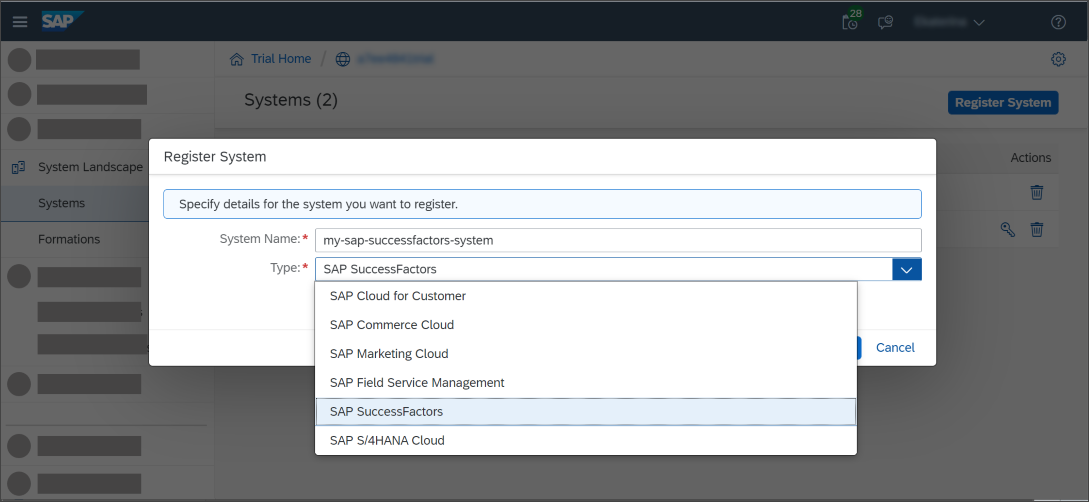 SAP
28
Trial Home /
Systems (2)
Register System
System Landscape
Systems
Formations
Actions
Register System
Specify details for the system you want to register.
System Name:* my-sap-successfactors-system
Type:* SAP SuccessFactors
SAP Cloud for Customer
SAP Commerce Cloud
SAP Marketing Cloud
SAP Field Service Management
SAP SuccessFactors
SAP S/4HANA Cloud
Cancel